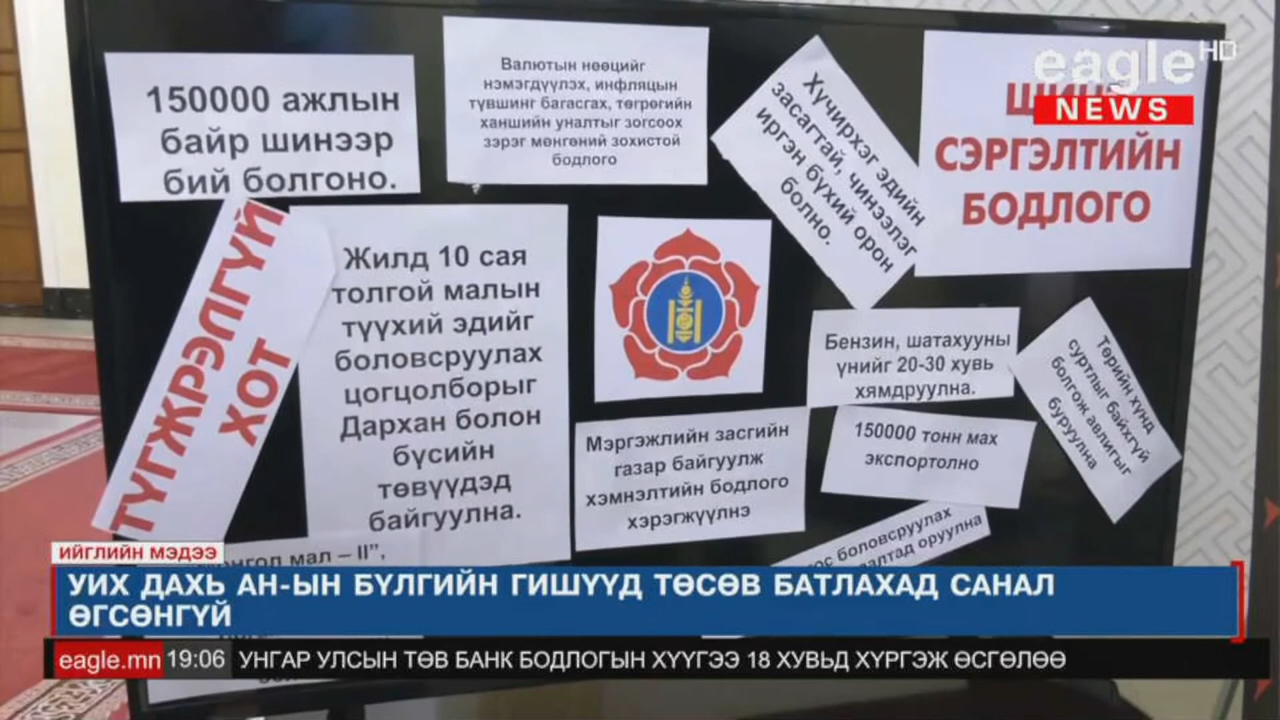 150000 ажлын
байр шинээр
бий болгоно.
Валютын нөөцийг
нэмэгдүүлэх, инфляцын
түвшинг багасгах, төгрөгийн
ханшийн уналтыг зогсоох
зэрэг мөнгөний зохистой
бодлого
Хүчирхэг эдийн
засагтай, чинээлэг
иргэн бүхий орон
болно.
eagle HD
NEWS
СЭРГЭЛТИЙН
БОДЛОГО
ТҮГЖРЭЛГҮЙ
ХОТ
Жилд 10 сая
толгой малын
түүхий эдийг
боловсруулах
цогцолборыг
Дархан болон
бүсийн
төвүүдэд
байгуулна.
Бензин, шатахууны
үнийг 20-30 хувь
хямдруулна.
Төрийн хүнд
суртлыг байхгүй
болгож авлигыг
бууруулна
Мэргэжлийн засгийн
газар байгуулж
хэмнэлтийн бодлого
хэрэгжүүлнэ
150000 тонн мах
экспортолно
боловсруулах
оруулна
мал – II”,
ИЙГЛИЙН МЭДЭЭ
УИХ ДАХЬ АН-ЫН БҮЛГИЙН ГИШҮҮД ТӨСӨВ БАТЛАХАД САНАЛ
ӨГСӨНГҮЙ
eagle.mn 19:06 УНГАР УЛСЫН ТӨВ БАНК БОДЛОГЫН ХҮҮГЭЭ 18 ХУВЬД ХҮРГЭЖ ӨСГӨЛӨӨ